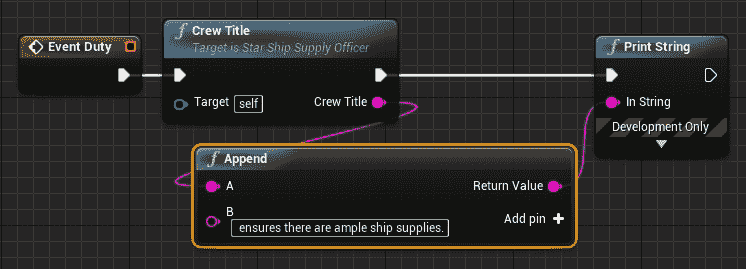 Event Duty
f Crew Title
Target is Star Ship Supply Officer
Target self
Crew Title
f Print String
In String
Development Only
f Append
A
Return Value
B
ensures there are ample ship supplies.
Add pin +